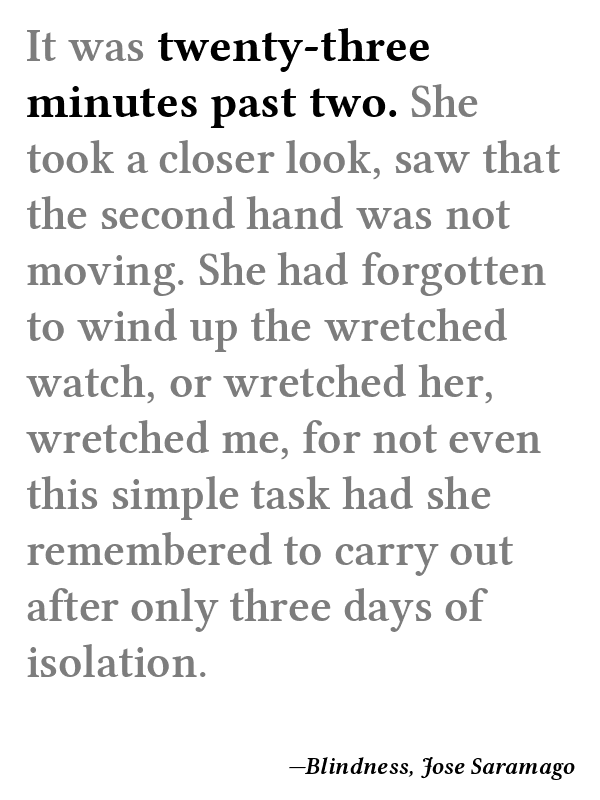 It was twenty-three
minutes past two. She
took a closer look, saw that
the second hand was not
moving. She had forgotten
to wind up the wretched
watch, or wretched her,
wretched me, for not even
this simple task had she
remembered to carry out
after only three days of
isolation.
—Blindness, Jose Saramago